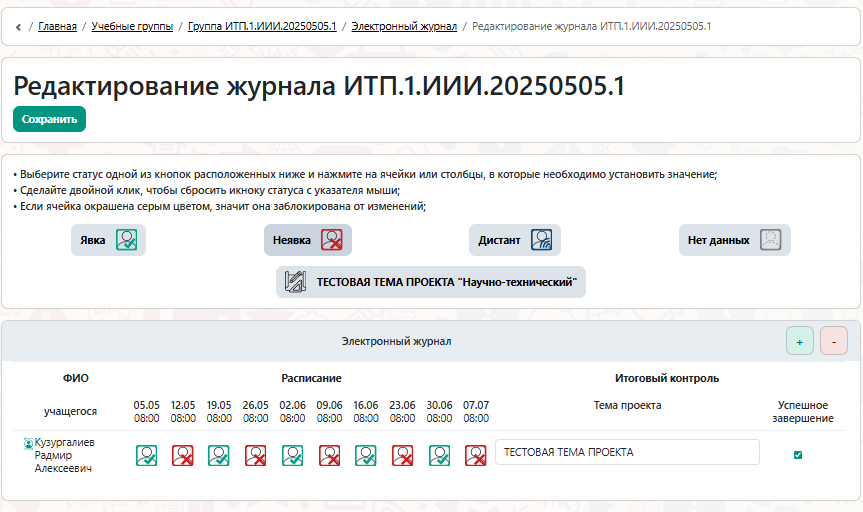 ‹ / Главная / Учебные группы / Группа ИТП.1.ИИИ.20250505.1 / Электронный журнал / Редактирование журнала ИТП.1.ИИИ.20250505.1
Редактирование журнала ИТП.1.ИИИ.20250505.1
Сохранить
• Выберите статус одной из кнопок расположенных ниже и нажмите на ячейки или столбцы, в которые необходимо установить значение;
• Сделайте двойной клик, чтобы сбросить икноку статуса с указателя мыши;
• Если ячейка окрашена серым цветом, значит она заблокирована от изменений;
Явка Неявка Дистант Нет данных
ТЕСТОВАЯ ТЕМА ПРОЕКТА "Научно-технический"
Электронный журнал + -
ФИО Расписание Итоговый контроль
учащегося 05.05 12.05 19.05 26.05 02.06 09.06 16.06 23.06 30.06 07.07 Тема проекта Успешное
08:00 08:00 08:00 08:00 08:00 08:00 08:00 08:00 08:00 08:00 завершение
Кузургалиев
Радмир
Алексеевич
ТЕСТОВАЯ ТЕМА ПРОЕКТА